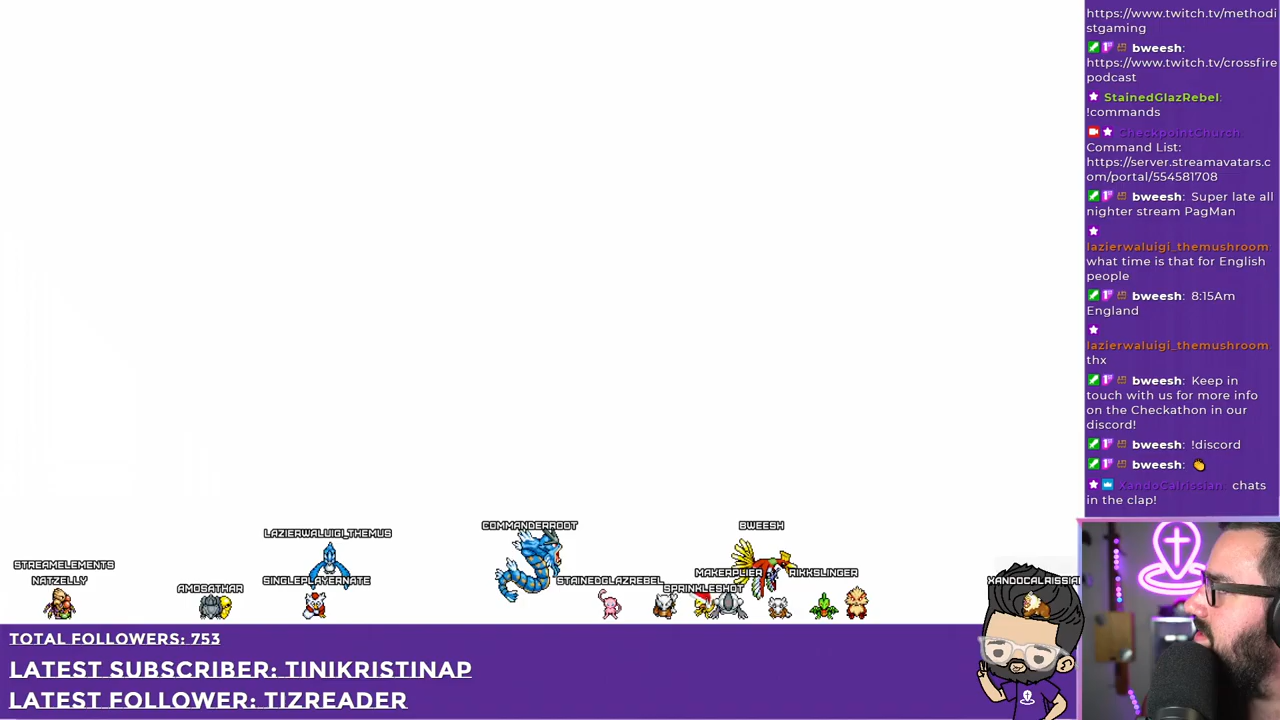 https://www.twitch.tv/methodi
stgaming
bweesh:
https://www.twitch.tv/crossfire
podcast
StainedGlazRebel:
!commands
CheckpointChurch:
Command List:
https://server.streamavatars.c
om/portal/554581708
bweesh: Super late all
nighter stream PagMan
lazierwaluigi_themushroom:
what time is that for English
people
bweesh: 8:15Am
England
lazierwaluigi_themushroom:
thx
bweesh: Keep in
touch with us for more info
on the Checkathon in our
discord!
bweesh: !discord
bweesh:
XandoCalrissian: chats
in the clap!
STREAMELEMENTS
NATZELLY
AMOSATHAR
LAZIERWALUIGI_THEMUS
SINGLEPLAYERNATE
COMMANDERROOT
STAINEDGLAZREBEL
SPRINKLESHOT
BWEESH
MAKERPLIER
RIKKSLINGER
XANDOCALRISSIAN
TOTAL FOLLOWERS: 753
LATEST SUBSCRIBER: TINIKRISTINAP
LATEST FOLLOWER: TIZREADER